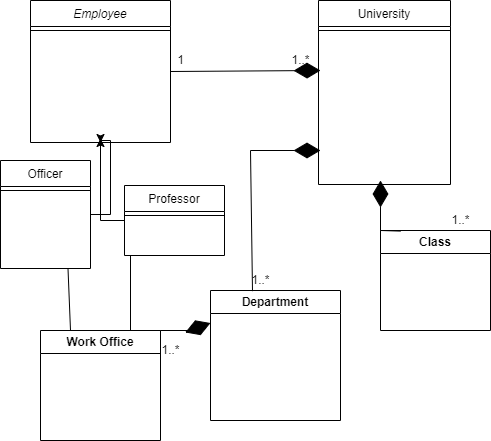 Employee
University
1
1..*
Officer
Professor
1..*
Class
1..*
Department
Work Office
1..*